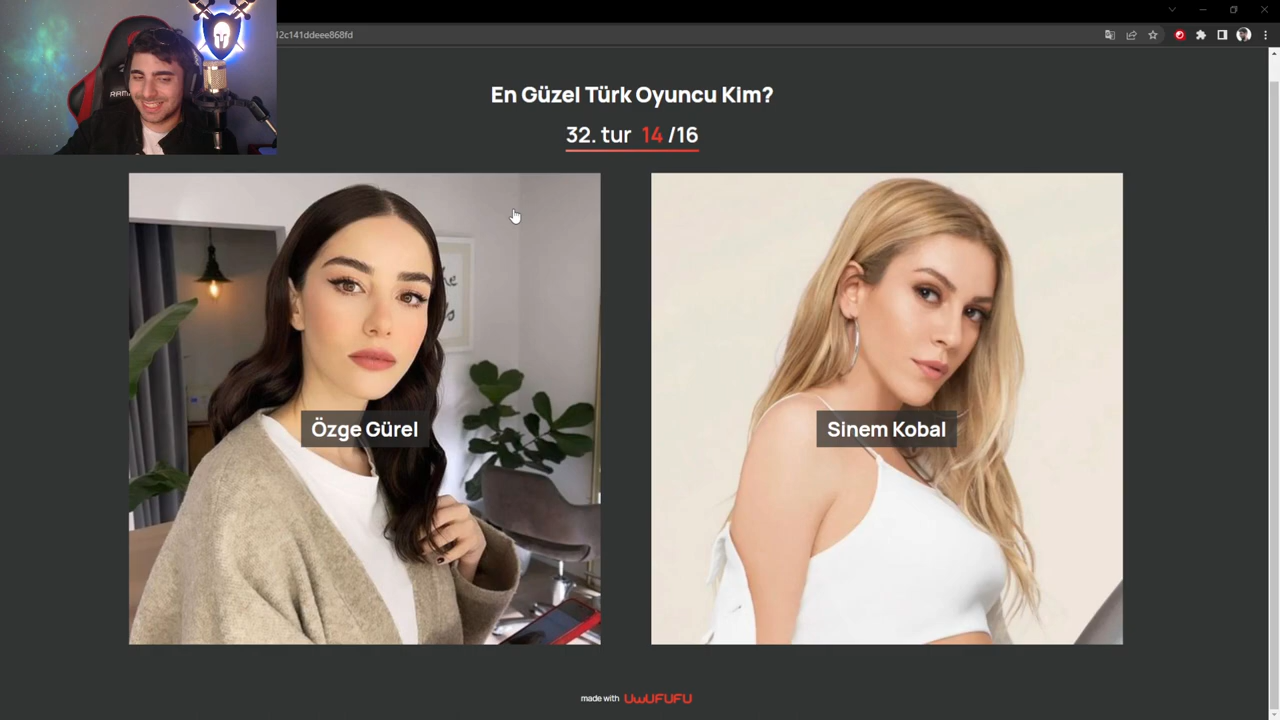 12c141ddeee868fd
En Güzel Türk Oyuncu Kim?
32. tur 14 /16
Özge Gürel
Sinem Kobal
made with UWUFUFU